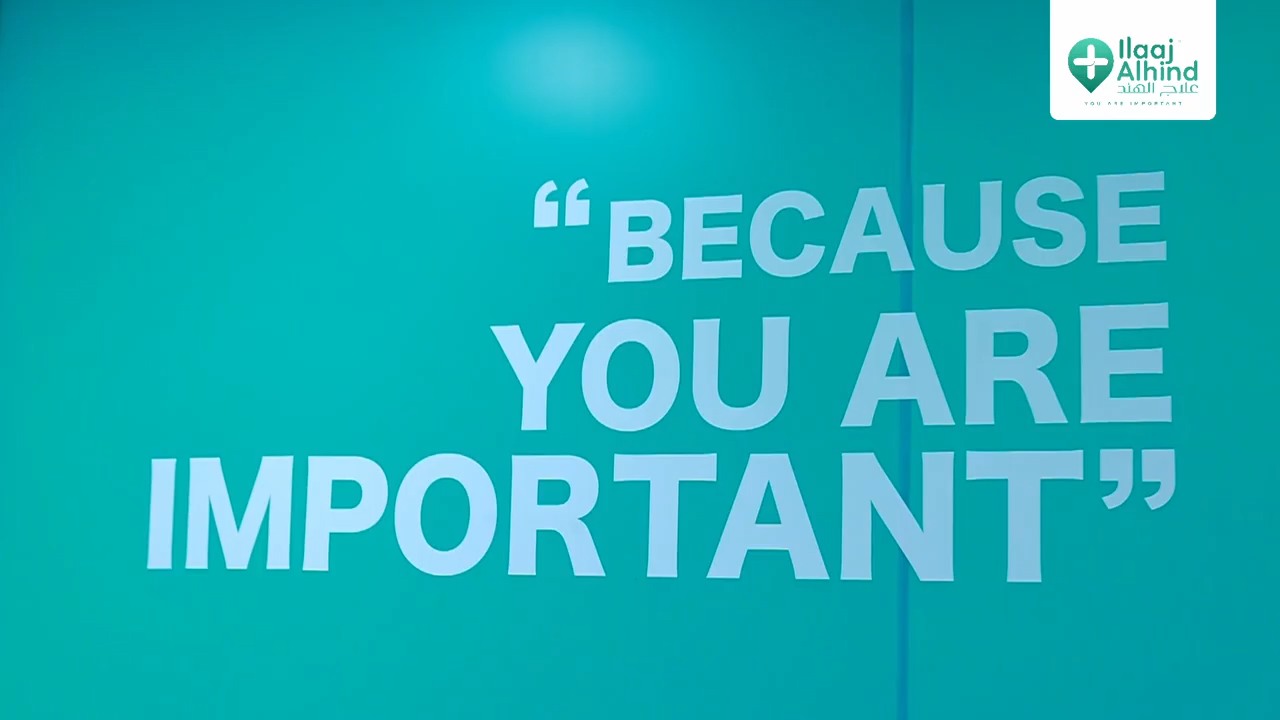 Ilaaj
Alhind
علاج الهند
YOU ARE IMPORTANT
“BECAUSE
YOU ARE
IMPORTANT”